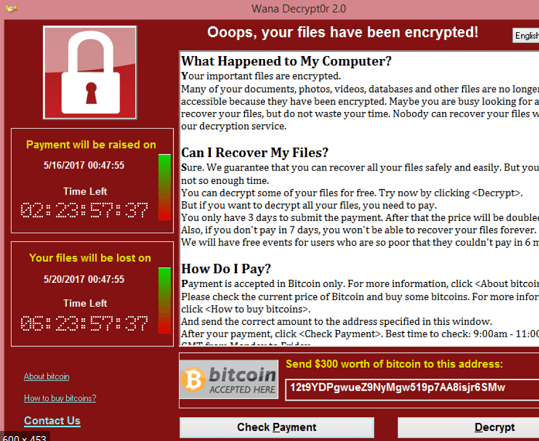 Wana Decrypt0r 2.0
Ooops, your files have been encrypted!
English
What Happened to My Computer?
Your important files are encrypted.
Many of your documents, photos, videos, databases and other files are no longer
accessible because they have been encrypted. Maybe you are busy looking for a
recover your files, but do not waste your time. Nobody can recover your files w
our decryption service.
Can I Recover My Files?
Sure. We guarantee that you can recover all your files safely and easily. But you
not so enough time.
You can decrypt some of your files for free. Try now by clicking <Decrypt>.
But if you want to decrypt all your files, you need to pay.
You only have 3 days to submit the payment. After that the price will be doubled
Also, if you don't pay in 7 days, you won't be able to recover your files forever.
We will have free events for users who are so poor that they couldn't pay in 6 m
How Do I Pay?
Payment is accepted in Bitcoin only. For more information, click <About bitcoin
Please check the current price of Bitcoin and buy some bitcoins. For more infor
click <How to buy bitcoins>.
And send the correct amount to the address specified in this window.
After your payment, click <Check Payment>. Best time to check: 9:00am - 11:00
GMT from Monday to Friday.
Payment will be raised on
5/16/2017 00:47:55
Time Left
02:23:57:37
Your files will be lost on
5/20/2017 00:47:55
Time Left
06:23:57:37
About bitcoin
How to buy bitcoins?
Contact Us
bitcoin
ACCEPTED HERE
Send $300 worth of bitcoin to this address:
12t9YDPgwueZ9NyMgw519p7AA8isjr6SMw
Check Payment
Decrypt
600 x 453